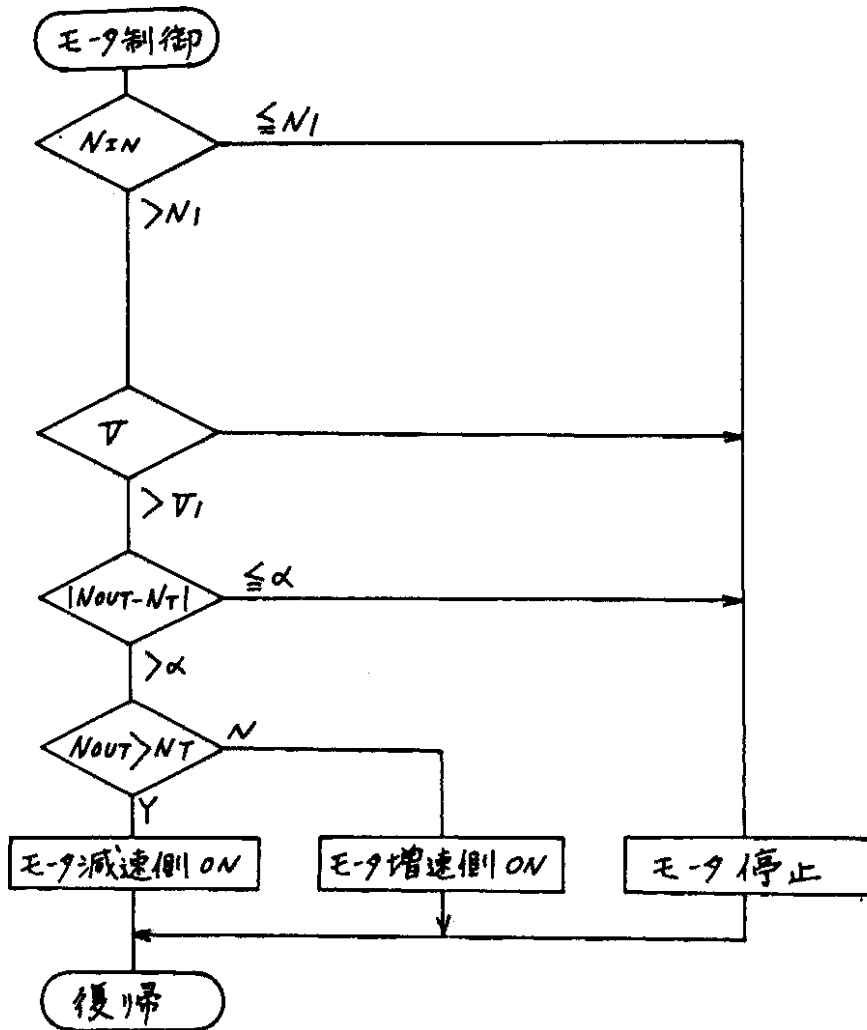 モータ制御
NIN
≦N1
>N1
V
>V1
|NOUT-NT|
≦α
>α
NOUT>NT
N
Y
モータ減速側ON
モータ増速側ON
モータ停止
復帰